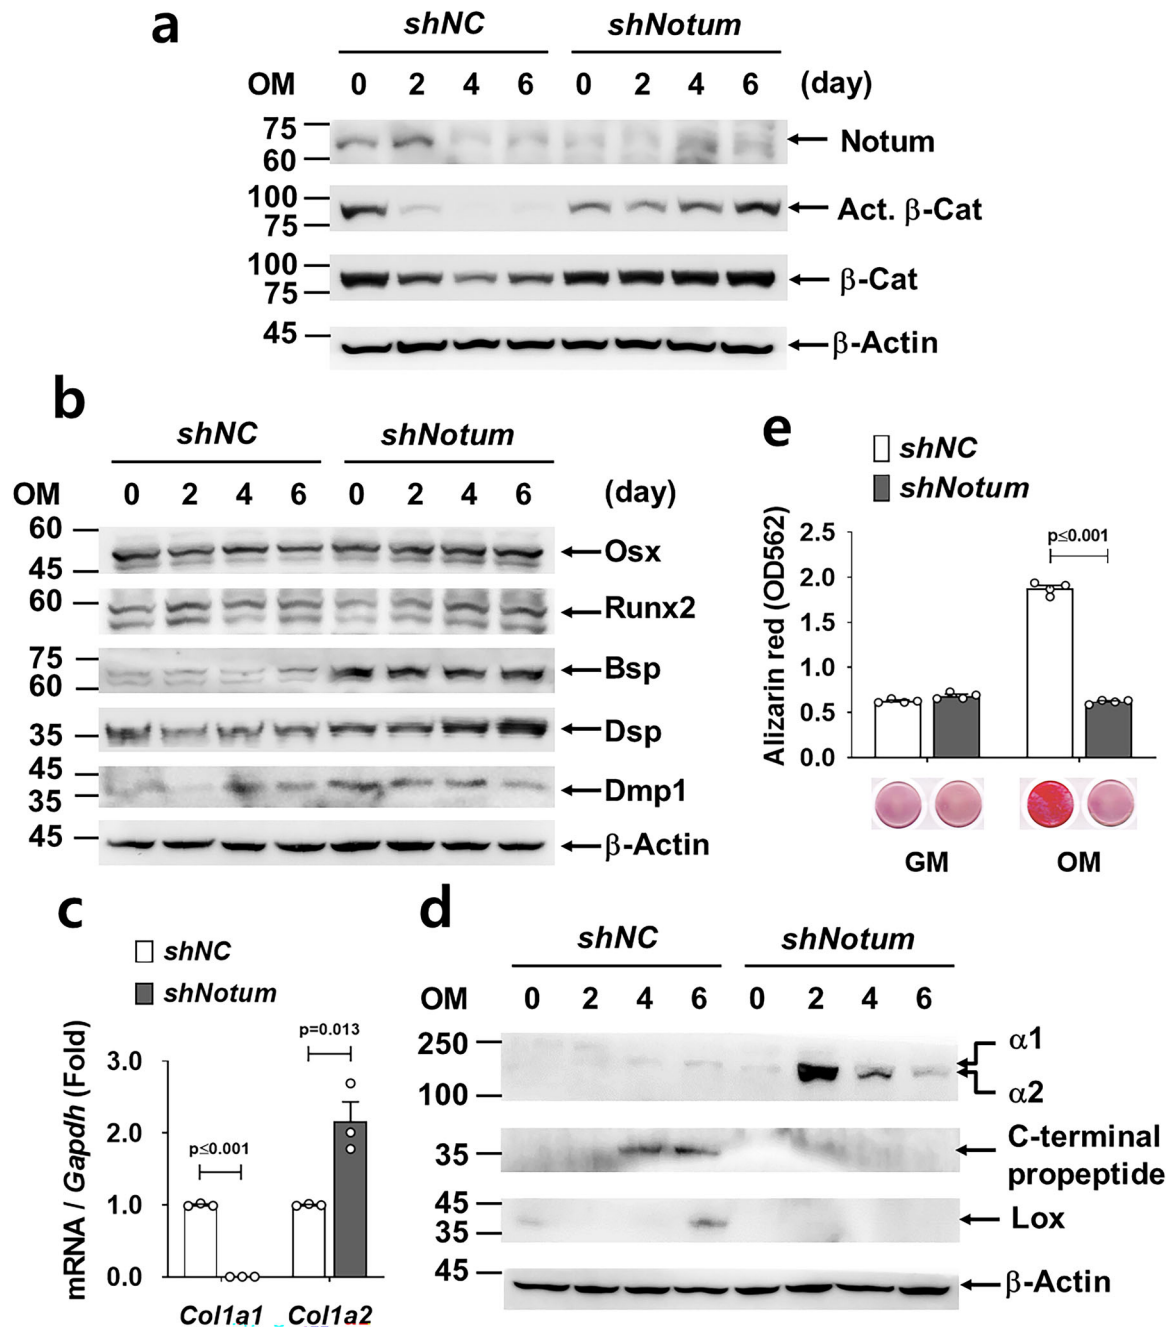 a
shNC shNotum
OM 0 2 4 6 0 2 4 6 (day)
75
60
Notum
100
75
Act. β-Cat
100
75
β-Cat
45
β-Actin
b
shNC shNotum
OM 0 2 4 6 0 2 4 6 (day)
60
45
Osx
60
Runx2
75
60
Bsp
35
Dsp
45
35
Dmp1
45
β-Actin
e
shNC
shNotum
Alizarin red (OD562)
2.5
2.0
1.5
1.0
0.5
0.0
p≤0.001
GM OM
c
shNC
shNotum
mRNA / Gapdh (Fold)
3.0
2.0
1.0
0.0
p≤0.001
p=0.013
Col1a1 Col1a2
d
shNC shNotum
OM 0 2 4 6 0 2 4 6
250
100
α1
α2
35
C-terminal
propeptide
45
35
Lox
45
β-Actin